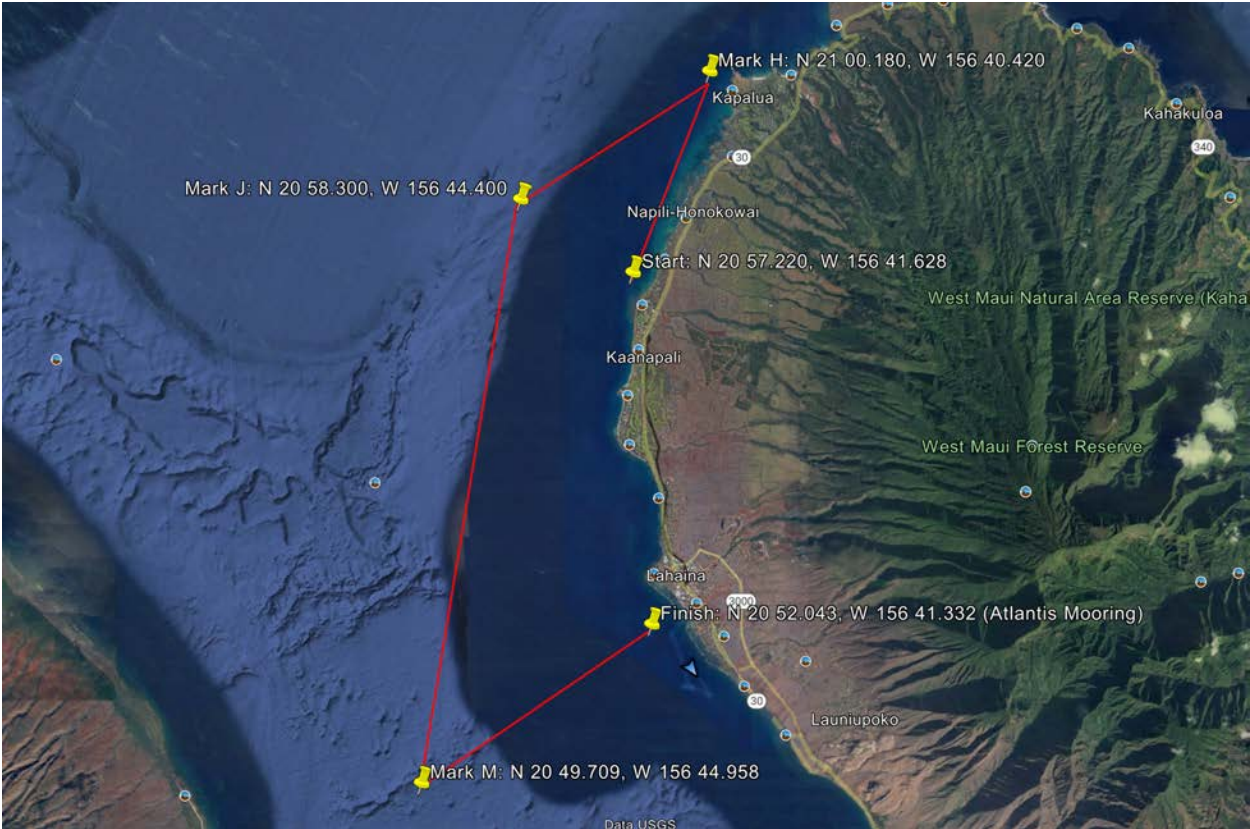 Mark H: N 21 00.180, W 156 40.420
Kapalua
Kahakuloa
340
30
Mark J: N 20 58.300, W 156 44.400
Napili-Honokowai
Start: N 20 57.220, W 156 41.628
West Maui Natural Area Reserve (Kaha
Kaanapali
West Maui Forest Reserve
Lahaina
3000
Finish: N 20 52.043, W 156 41.332 (Atlantis Mooring)
30
Launiupoko
Mark M: N 20 49.709, W 156 44.958
Data USGS